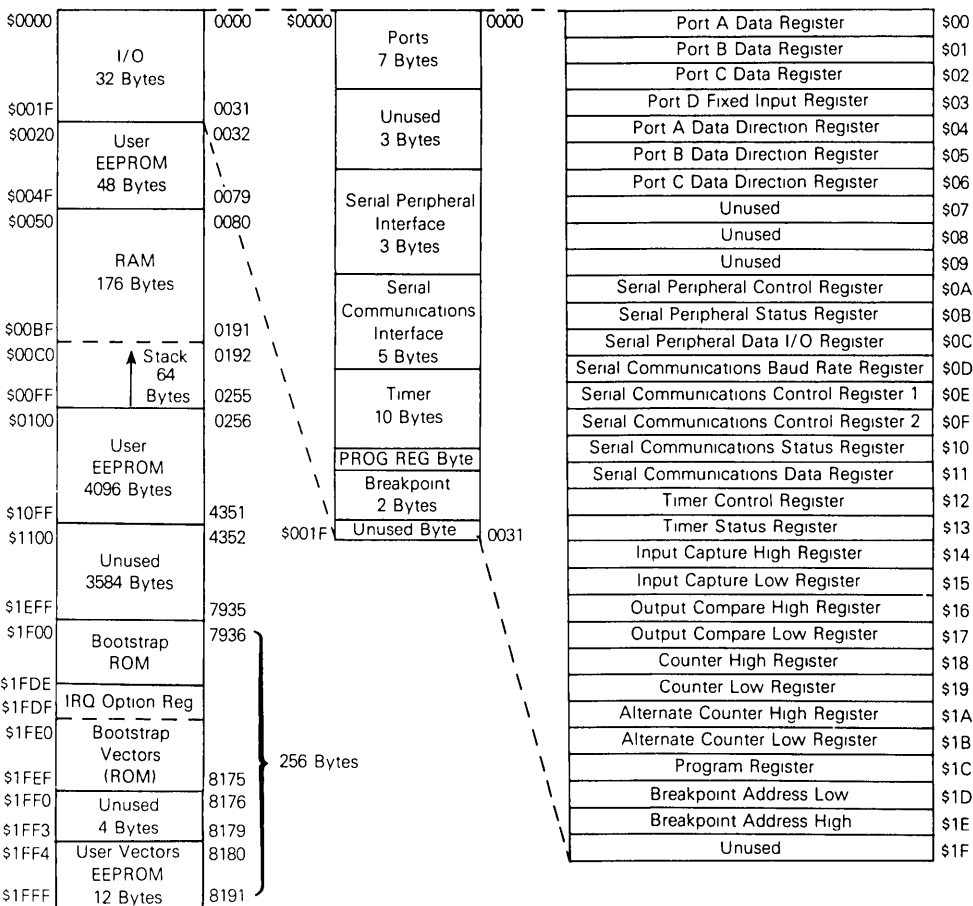 $0000 0000
I/O
32 Bytes
$001F 0031
$0020 0032
User
EEPROM
48 Bytes
$004F 0079
$0050 0080
RAM
176 Bytes
$00BF 0191
$00C0 0192
Stack
64
Bytes
$00FF 0255
$0100 0256
User
EEPROM
4096 Bytes
$10FF 4351
$1100 4352
Unused
3584 Bytes
$1EFF 7935
$1F00 7936
Bootstrap
ROM
$1FDE
$1FDF IRQ Option Reg
$1FE0
Bootstrap
Vectors
(ROM)
$1FEF 8175
$1FF0 8176
Unused
4 Bytes
$1FF3 8179
$1FF4 8180
User Vectors
EEPROM
12 Bytes
$1FFF 8191
256 Bytes
$0000 0000
Ports
7 Bytes
Unused
3 Bytes
Serial Peripheral
Interface
3 Bytes
Serial
Communications
Interface
5 Bytes
Timer
10 Bytes
PROG REG Byte
Breakpoint
2 Bytes
$001F Unused Byte 0031
Port A Data Register $00
Port B Data Register $01
Port C Data Register $02
Port D Fixed Input Register $03
Port A Data Direction Register $04
Port B Data Direction Register $05
Port C Data Direction Register $06
Unused $07
Unused $08
Unused $09
Serial Peripheral Control Register $0A
Serial Peripheral Status Register $0B
Serial Peripheral Data I/O Register $0C
Serial Communications Baud Rate Register $0D
Serial Communications Control Register 1 $0E
Serial Communications Control Register 2 $0F
Serial Communications Status Register $10
Serial Communications Data Register $11
Timer Control Register $12
Timer Status Register $13
Input Capture High Register $14
Input Capture Low Register $15
Output Compare High Register $16
Output Compare Low Register $17
Counter High Register $18
Counter Low Register $19
Alternate Counter High Register $1A
Alternate Counter Low Register $1B
Program Register $1C
Breakpoint Address Low $1D
Breakpoint Address High $1E
Unused $1F